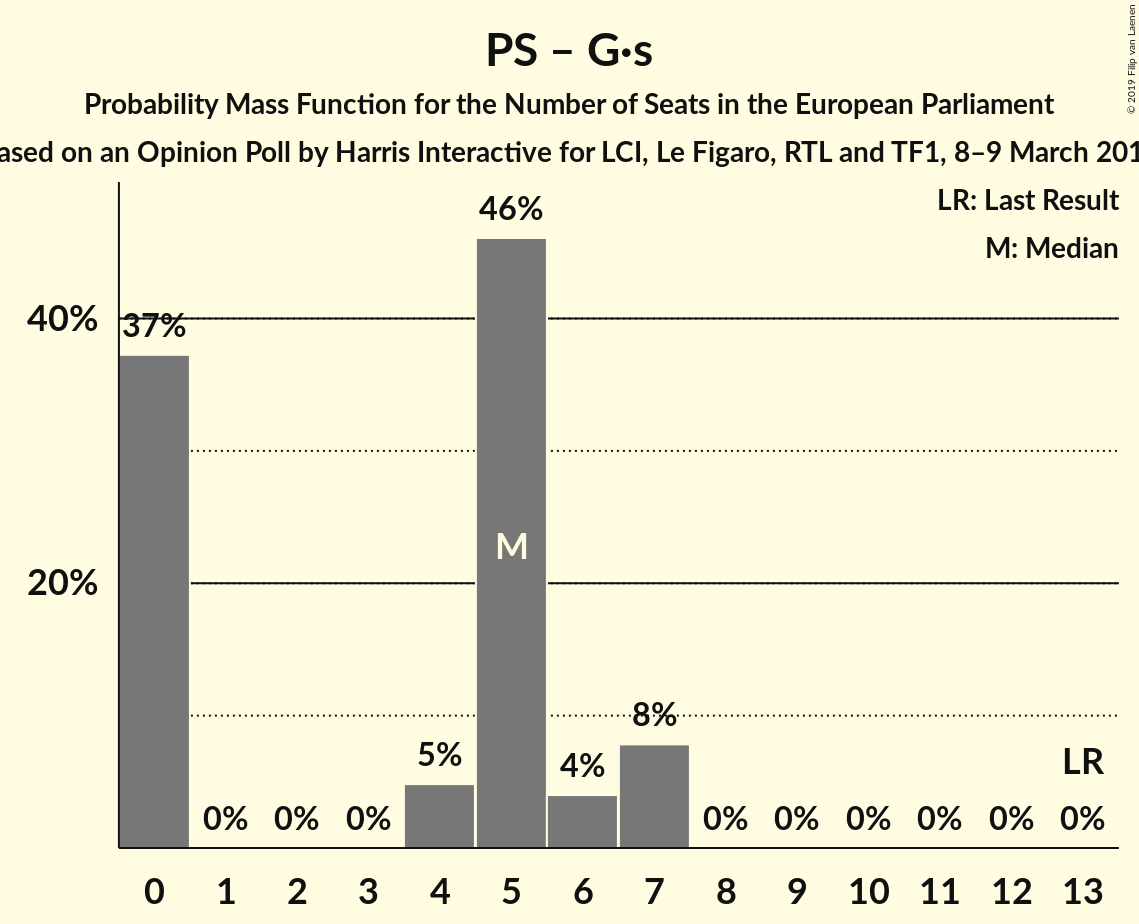 PS – G·s
Probability Mass Function for the Number of Seats in the European Parliament
ased on an Opinion Poll by Harris Interactive for LCI, Le Figaro, RTL and TF1, 8–9 March 201
© 2019 Filip van Laenen
LR: Last Result
M: Median
46%
40%
37%
M
20%
8%
5%
4%
LR
0% 0% 0% 0% 0% 0% 0% 0% 0%
0 1 2 3 4 5 6 7 8 9 10 11 12 13